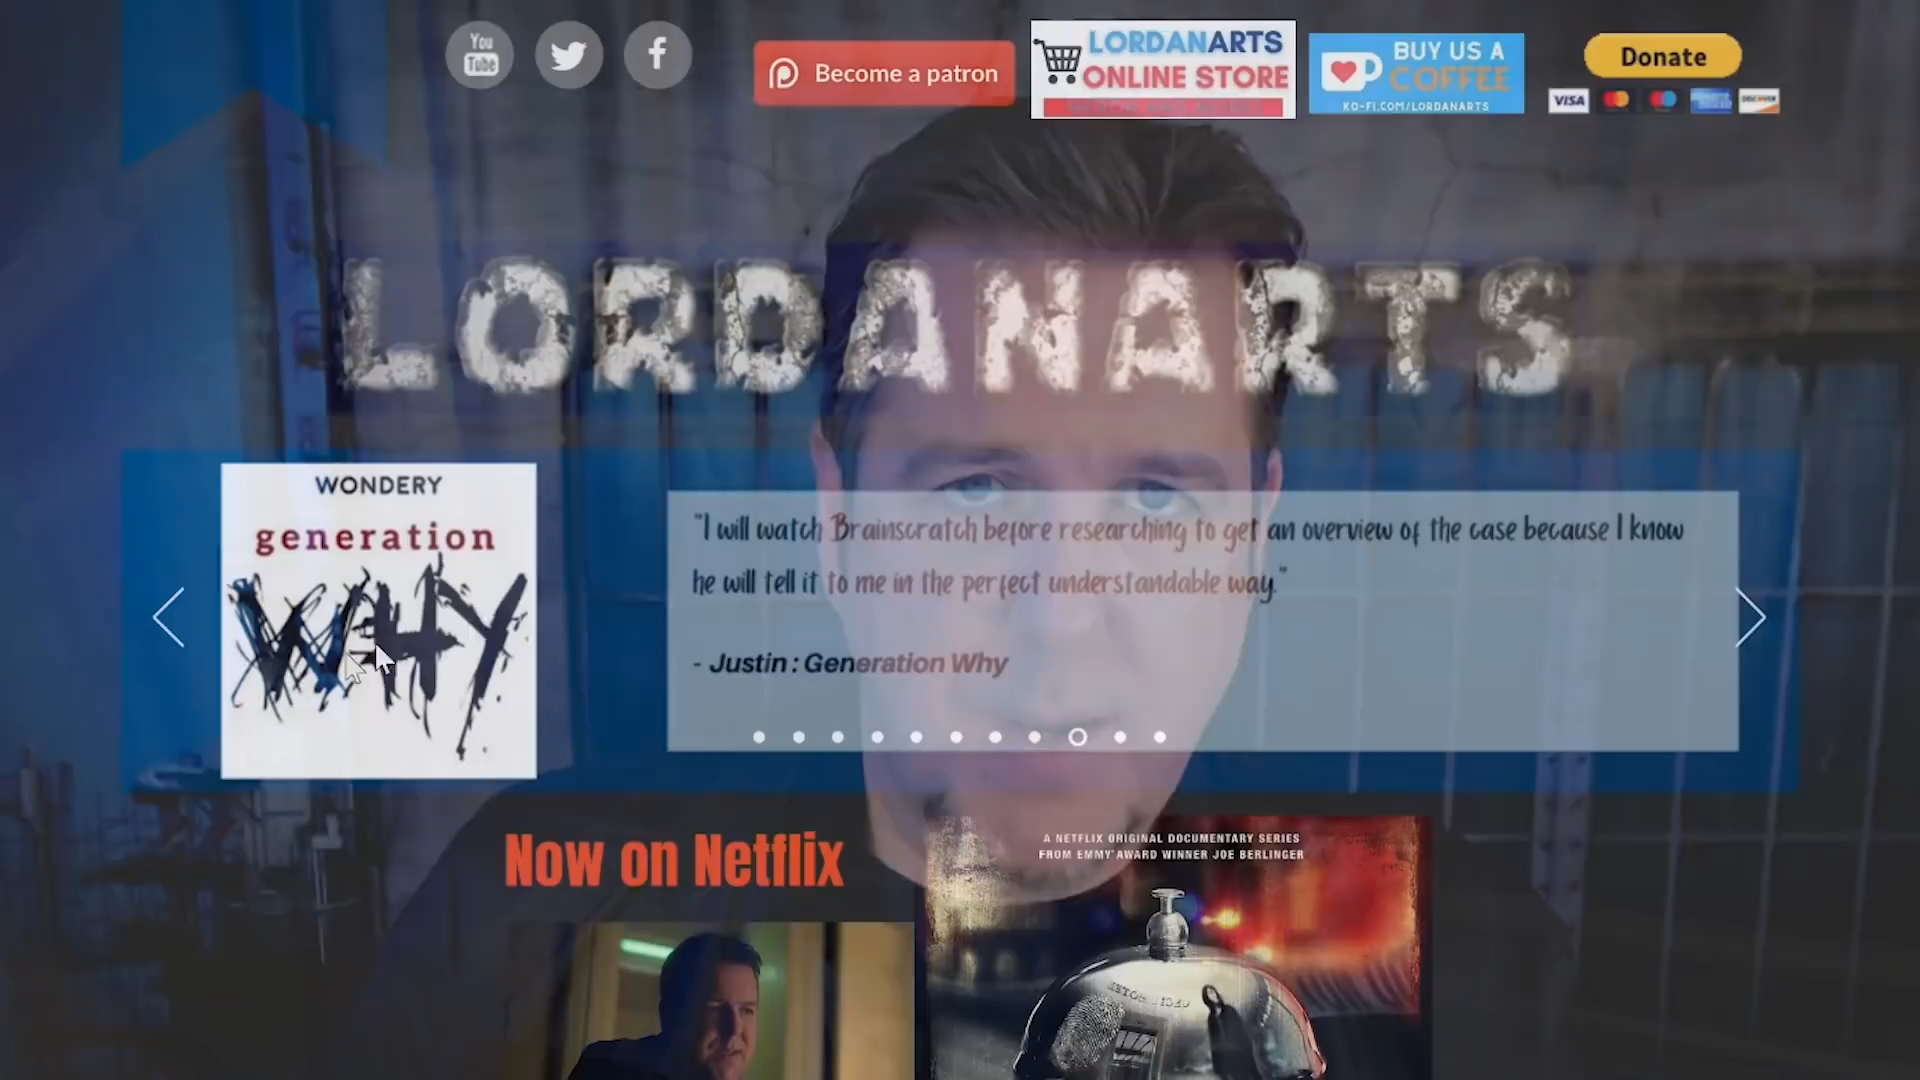 You
Tube
Become a patron
LORDANARTS
ONLINE STORE
BUY US A
COFFEE
KO-FI.COM/LORDANARTS
Donate
VISA
DISCOVER
LORDANARTS
WONDERY
generation
WHY
"I will watch Brainscratch before researching to get an overview of the case because I know
he will tell it to me in the perfect understandable way."
- Justin : Generation Why
Now on Netflix
A NETFLIX ORIGINAL DOCUMENTARY SERIES
FROM EMMY® AWARD WINNER JOE BERLINGER